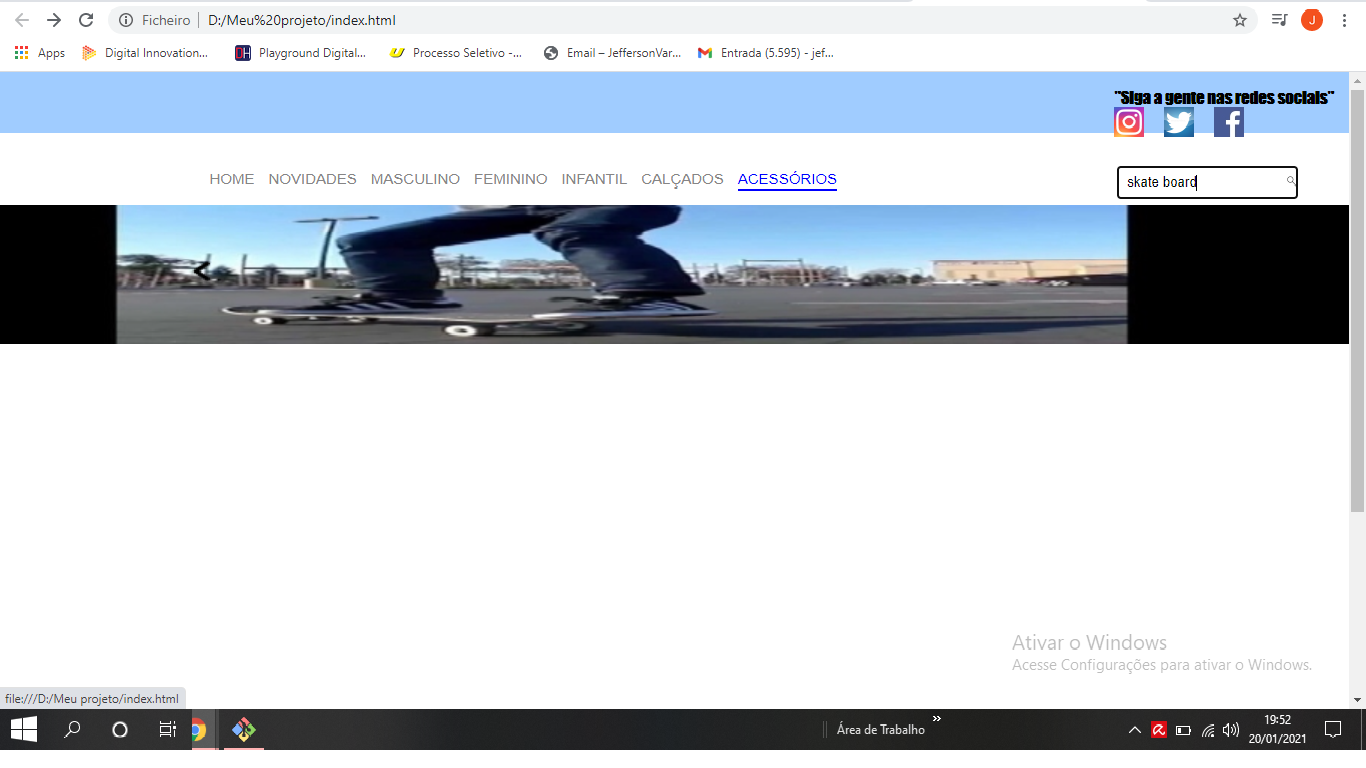 Ficheiro | D:/Meu%20projeto/index.html
J
Apps Digital Innovation... Playground Digital... Processo Seletivo -... Email – JeffersonVar... Entrada (5.595) - jef...
"Siga a gente nas redes sociais"
HOME NOVIDADES MASCULINO FEMININO INFANTIL CALÇADOS ACESSÓRIOS
skate board
Ativar o Windows
Acesse Configurações para ativar o Windows.
file:///D:/Meu projeto/index.html
Área de Trabalho
19:52
20/01/2021